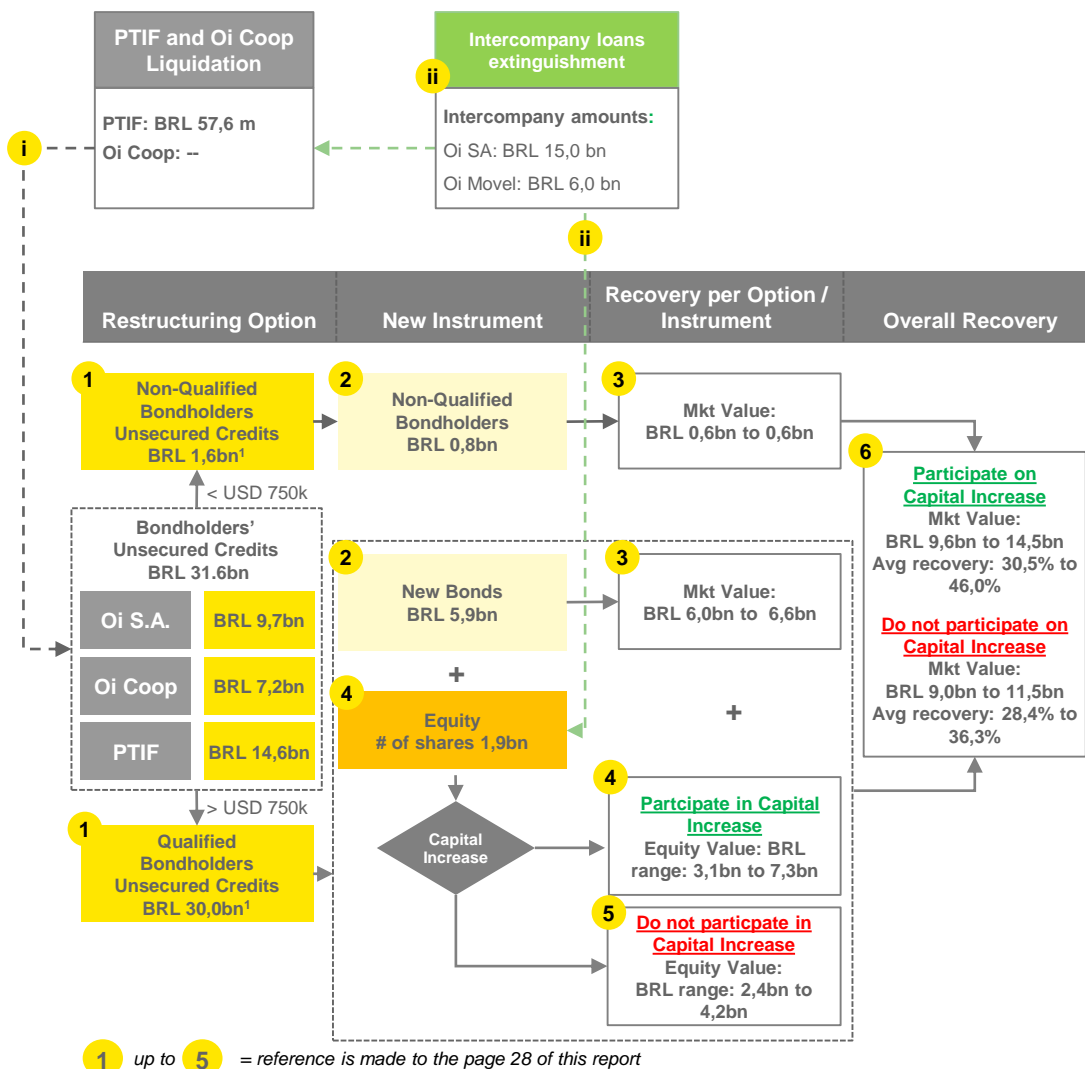 PTIF and Oi Coop
Liquidation
PTIF: BRL 57,6 m
Oi Coop: --
i
Intercompany loans
extinguishment
ii
Intercompany amounts:
Oi SA: BRL 15,0 bn
Oi Movel: BRL 6,0 bn
ii
Restructuring Option
New Instrument
Recovery per Option /
Instrument
Overall Recovery
1
Non-Qualified
Bondholders
Unsecured Credits
BRL 1,6bn¹
2
Non-Qualified
Bondholders
BRL 0,8bn
3
Mkt Value:
BRL 0,6bn to 0,6bn
< USD 750k
Bondholders'
Unsecured Credits
BRL 31.6bn
Oi S.A.
BRL 9,7bn
Oi Coop
BRL 7,2bn
PTIF
BRL 14,6bn
> USD 750k
1
Qualified
Bondholders
Unsecured Credits
BRL 30,0bn¹
2
New Bonds
BRL 5,9bn
+
3
Mkt Value:
BRL 6,0bn to 6,6bn
+
4
Equity
# of shares 1,9bn
Capital
Increase
4
Partcipate in Capital
Increase
Equity Value: BRL
range: 3,1bn to 7,3bn
5
Do not particpate in
Capital Increase
Equity Value:
BRL range: 2,4bn to
4,2bn
6
Participate on
Capital Increase
Mkt Value:
BRL 9,6bn to 14,5bn
Avg recovery: 30,5% to
46,0%
Do not participate on
Capital Increase
Mkt Value:
BRL 9,0bn to 11,5bn
Avg recovery: 28,4% to
36,3%
1 up to 5 = reference is made to the page 28 of this report